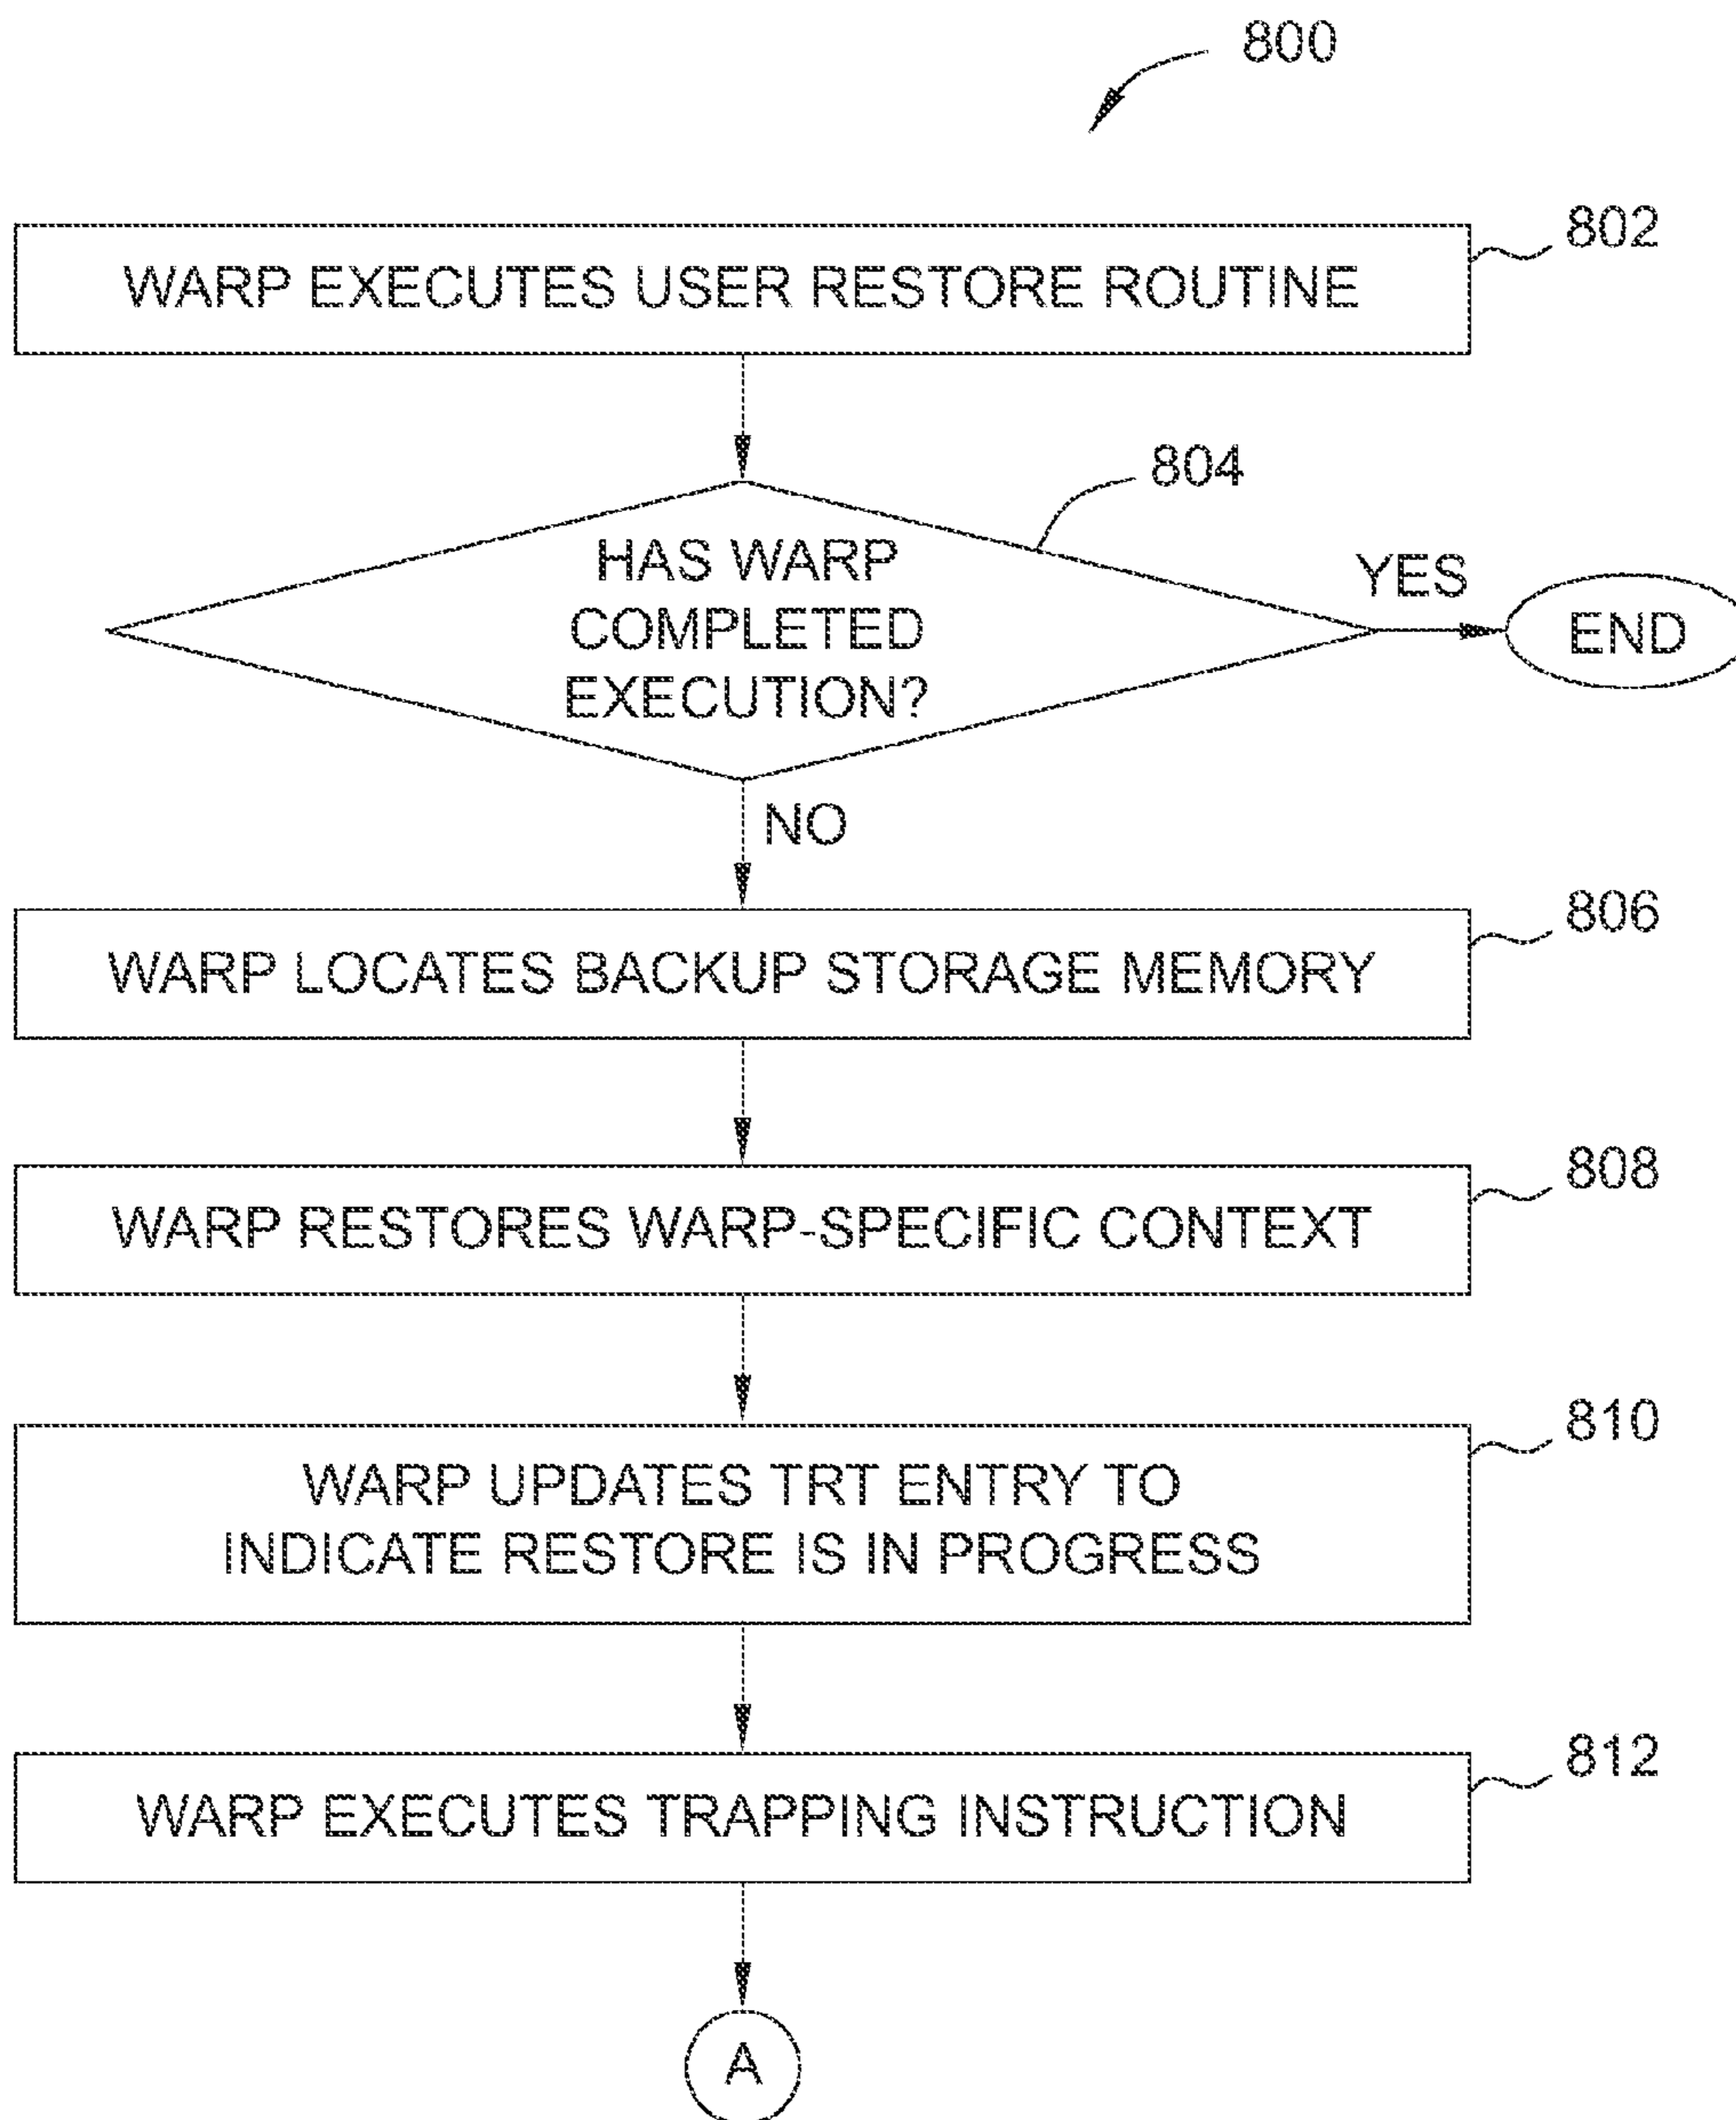 800
802
WARP EXECUTES USER RESTORE ROUTINE
804
HAS WARP
COMPLETED
EXECUTION?
YES
END
NO
806
WARP LOCATES BACKUP STORAGE MEMORY
808
WARP RESTORES WARP-SPECIFIC CONTEXT
810
WARP UPDATES TRT ENTRY TO
INDICATE RESTORE IS IN PROGRESS
812
WARP EXECUTES TRAPPING INSTRUCTION
A